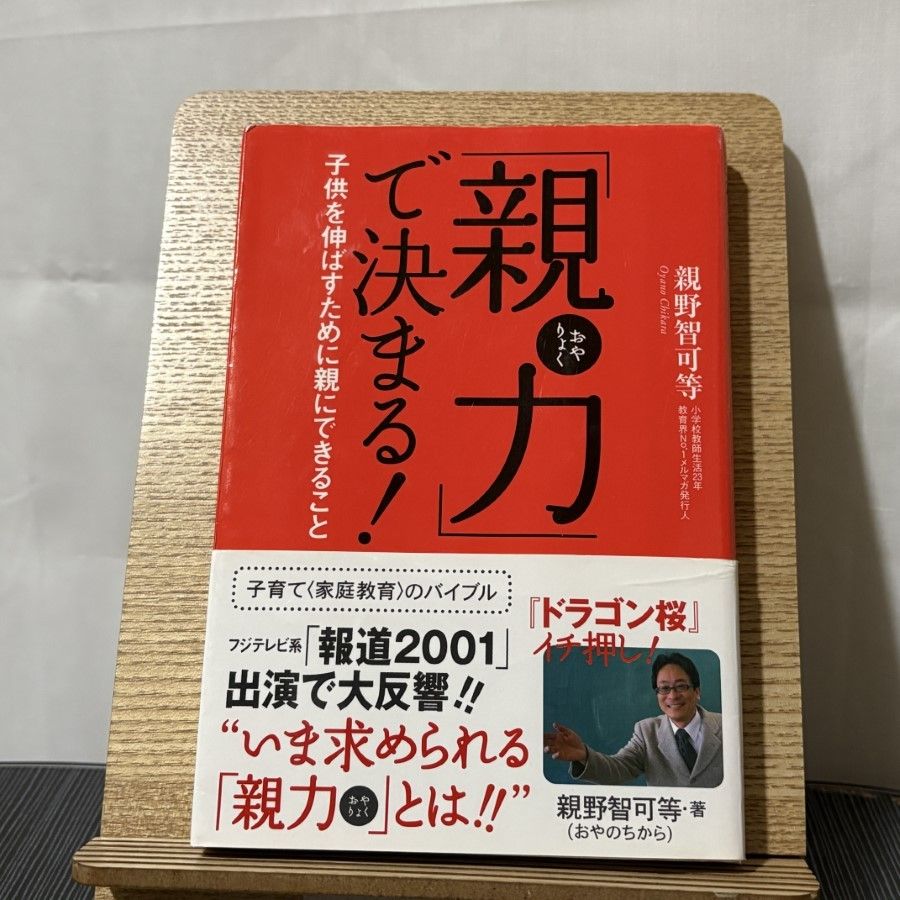 「親力」
おや
りょく
で決まる!
子供を伸ばすために親にできること
親野智可等
Oyano Chikara
小学校教師生活23年
教育界No.1メルマガ発行人
子育て〈家庭教育〉のバイブル
『ドラゴン桜』
イチ押し!
フジテレビ系「報道2001」
出演で大反響!!
“いま求められる
「親力おやりょく」とは!!”
親野智可等・著
(おやのちから)